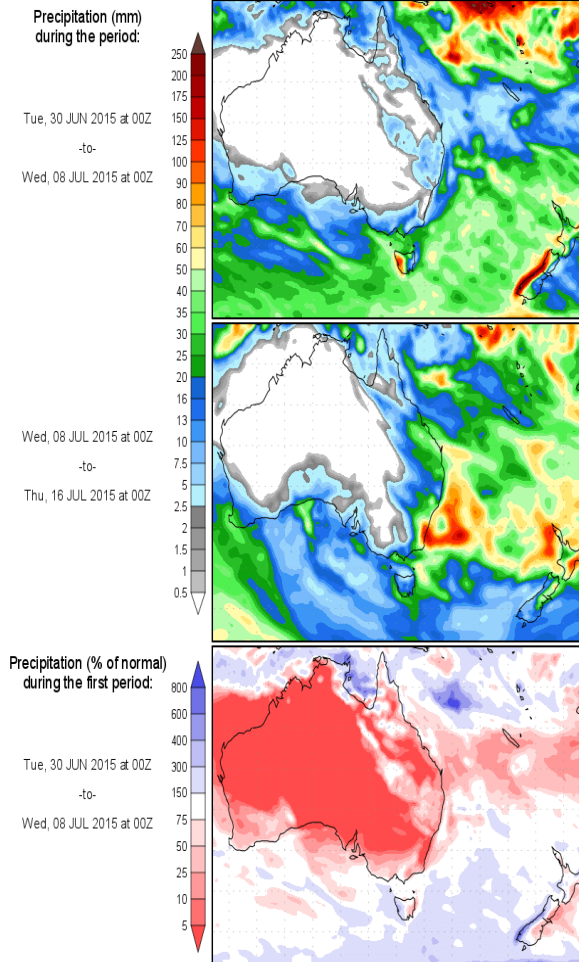 Precipitation (mm)
during the period:
Tue, 30 JUN 2015 at 00Z
-to-
Wed, 08 JUL 2015 at 00Z
250
200
175
150
125
100
90
80
70
60
50
40
35
30
25
20
16
13
10
7.5
5
2.5
2
1.5
1
0.5
Wed, 08 JUL 2015 at 00Z
-to-
Thu, 16 JUL 2015 at 00Z
Precipitation (% of normal)
during the first period:
Tue, 30 JUN 2015 at 00Z
-to-
Wed, 08 JUL 2015 at 00Z
800
600
400
300
150
75
50
25
10
5